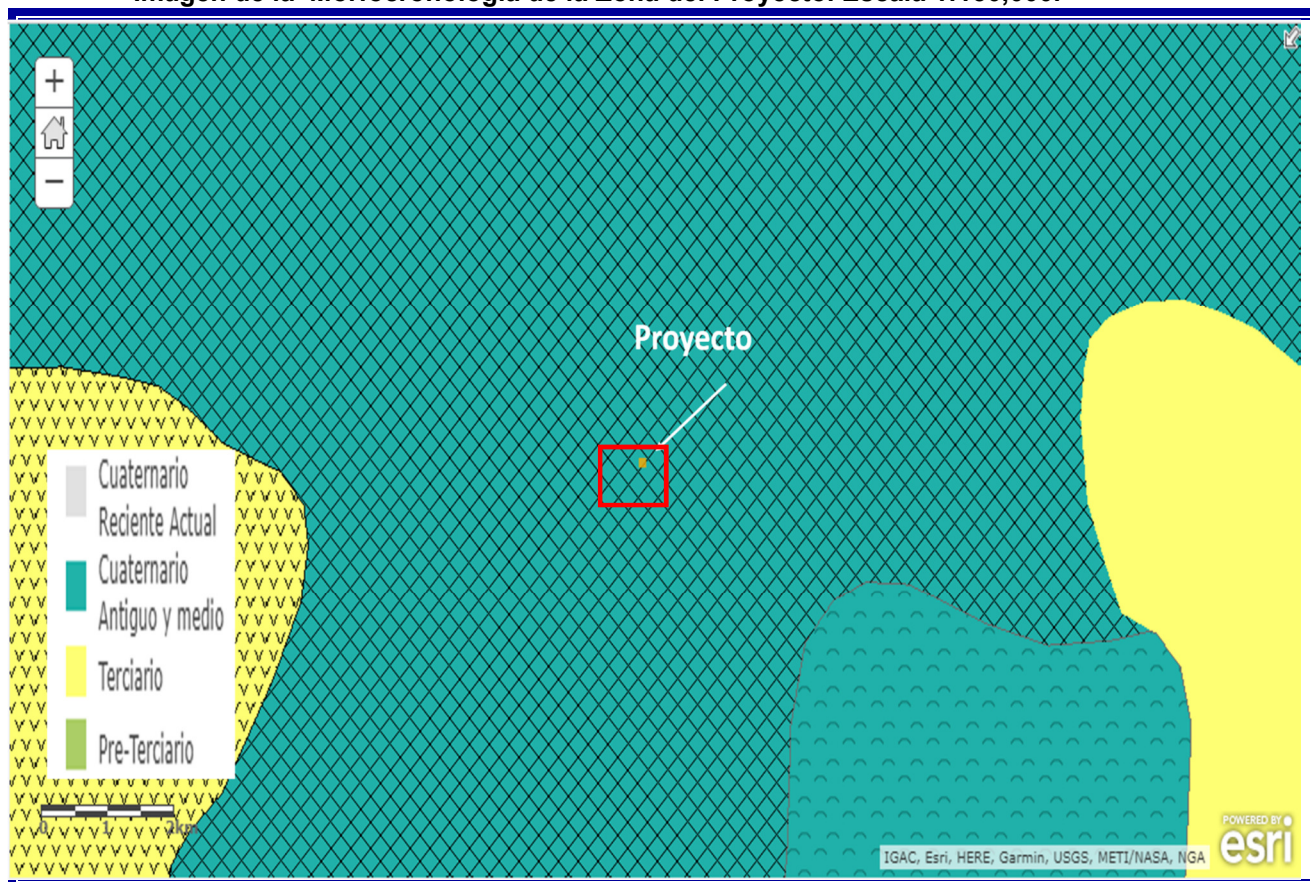 +
−
Proyecto
Cuaternario
Reciente Actual
Cuaternario
Antiguo y medio
Terciario
Pre-Terciario
0 1 2km
IGAC, Esri, HERE, Garmin, USGS, METI/NASA, NGA
POWERED BY
esri